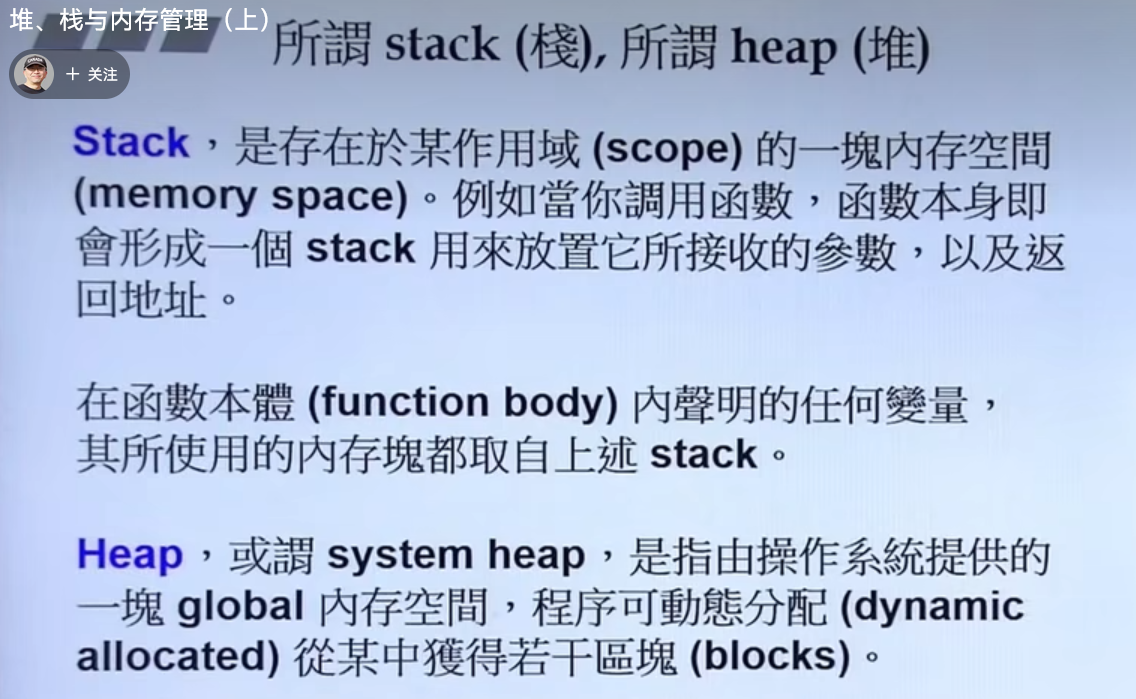 堆、栈与内存管理（上）
所謂 stack (棧), 所謂 heap (堆)
CANADA
+ 关注
Stack，是存在於某作用域 (scope) 的一塊內存空間
(memory space)。例如當你調用函數，函數本身即
會形成一個 stack 用來放置它所接收的參數，以及返
回地址。
在函數本體 (function body) 內聲明的任何變量，
其所使用的內存塊都取自上述 stack。
Heap，或謂 system heap，是指由操作系統提供的
一塊 global 內存空間，程序可動態分配 (dynamic
allocated) 從某中獲得若干區塊 (blocks)。